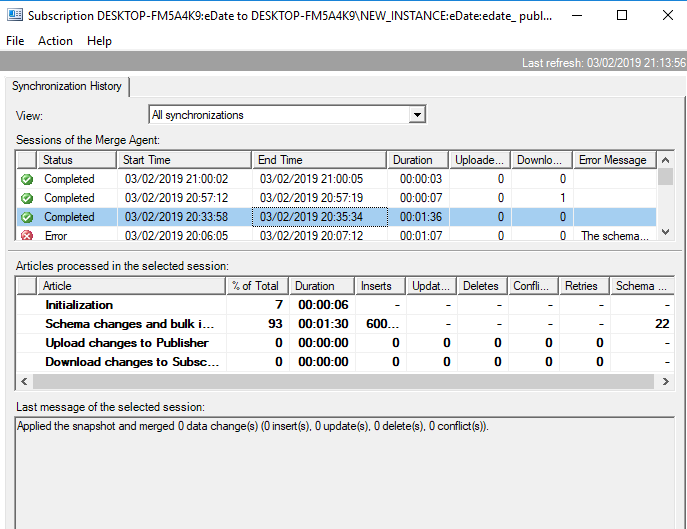 Subscription DESKTOP-FM5A4K9:eDate to DESKTOP-FM5A4K9\NEW_INSTANCE:eDate:edate_ publ...
File Action Help
Last refresh: 03/02/2019 21:13:56
Synchronization History
View: All synchronizations
Sessions of the Merge Agent:
Status Start Time End Time Duration Uploade... Downlo... Error Message
Completed 03/02/2019 21:00:02 03/02/2019 21:00:05 00:00:03 0 0
Completed 03/02/2019 20:57:12 03/02/2019 20:57:19 00:00:07 0 1
Completed 03/02/2019 20:33:58 03/02/2019 20:35:34 00:01:36 0 0
Error 03/02/2019 20:06:05 03/02/2019 20:07:12 00:01:07 0 0 The schema...
Articles processed in the selected session:
Article % of Total Duration Inserts Updat... Deletes Confli... Retries Schema ...
Initialization 7 00:00:06 - - - - - -
Schema changes and bulk i... 93 00:01:30 600... - - - - 22
Upload changes to Publisher 0 00:00:00 0 0 0 0 0 -
Download changes to Subsc... 0 00:00:00 0 0 0 0 0 -
Last message of the selected session:
Applied the snapshot and merged 0 data change(s) (0 insert(s), 0 update(s), 0 delete(s), 0 conflict(s)).